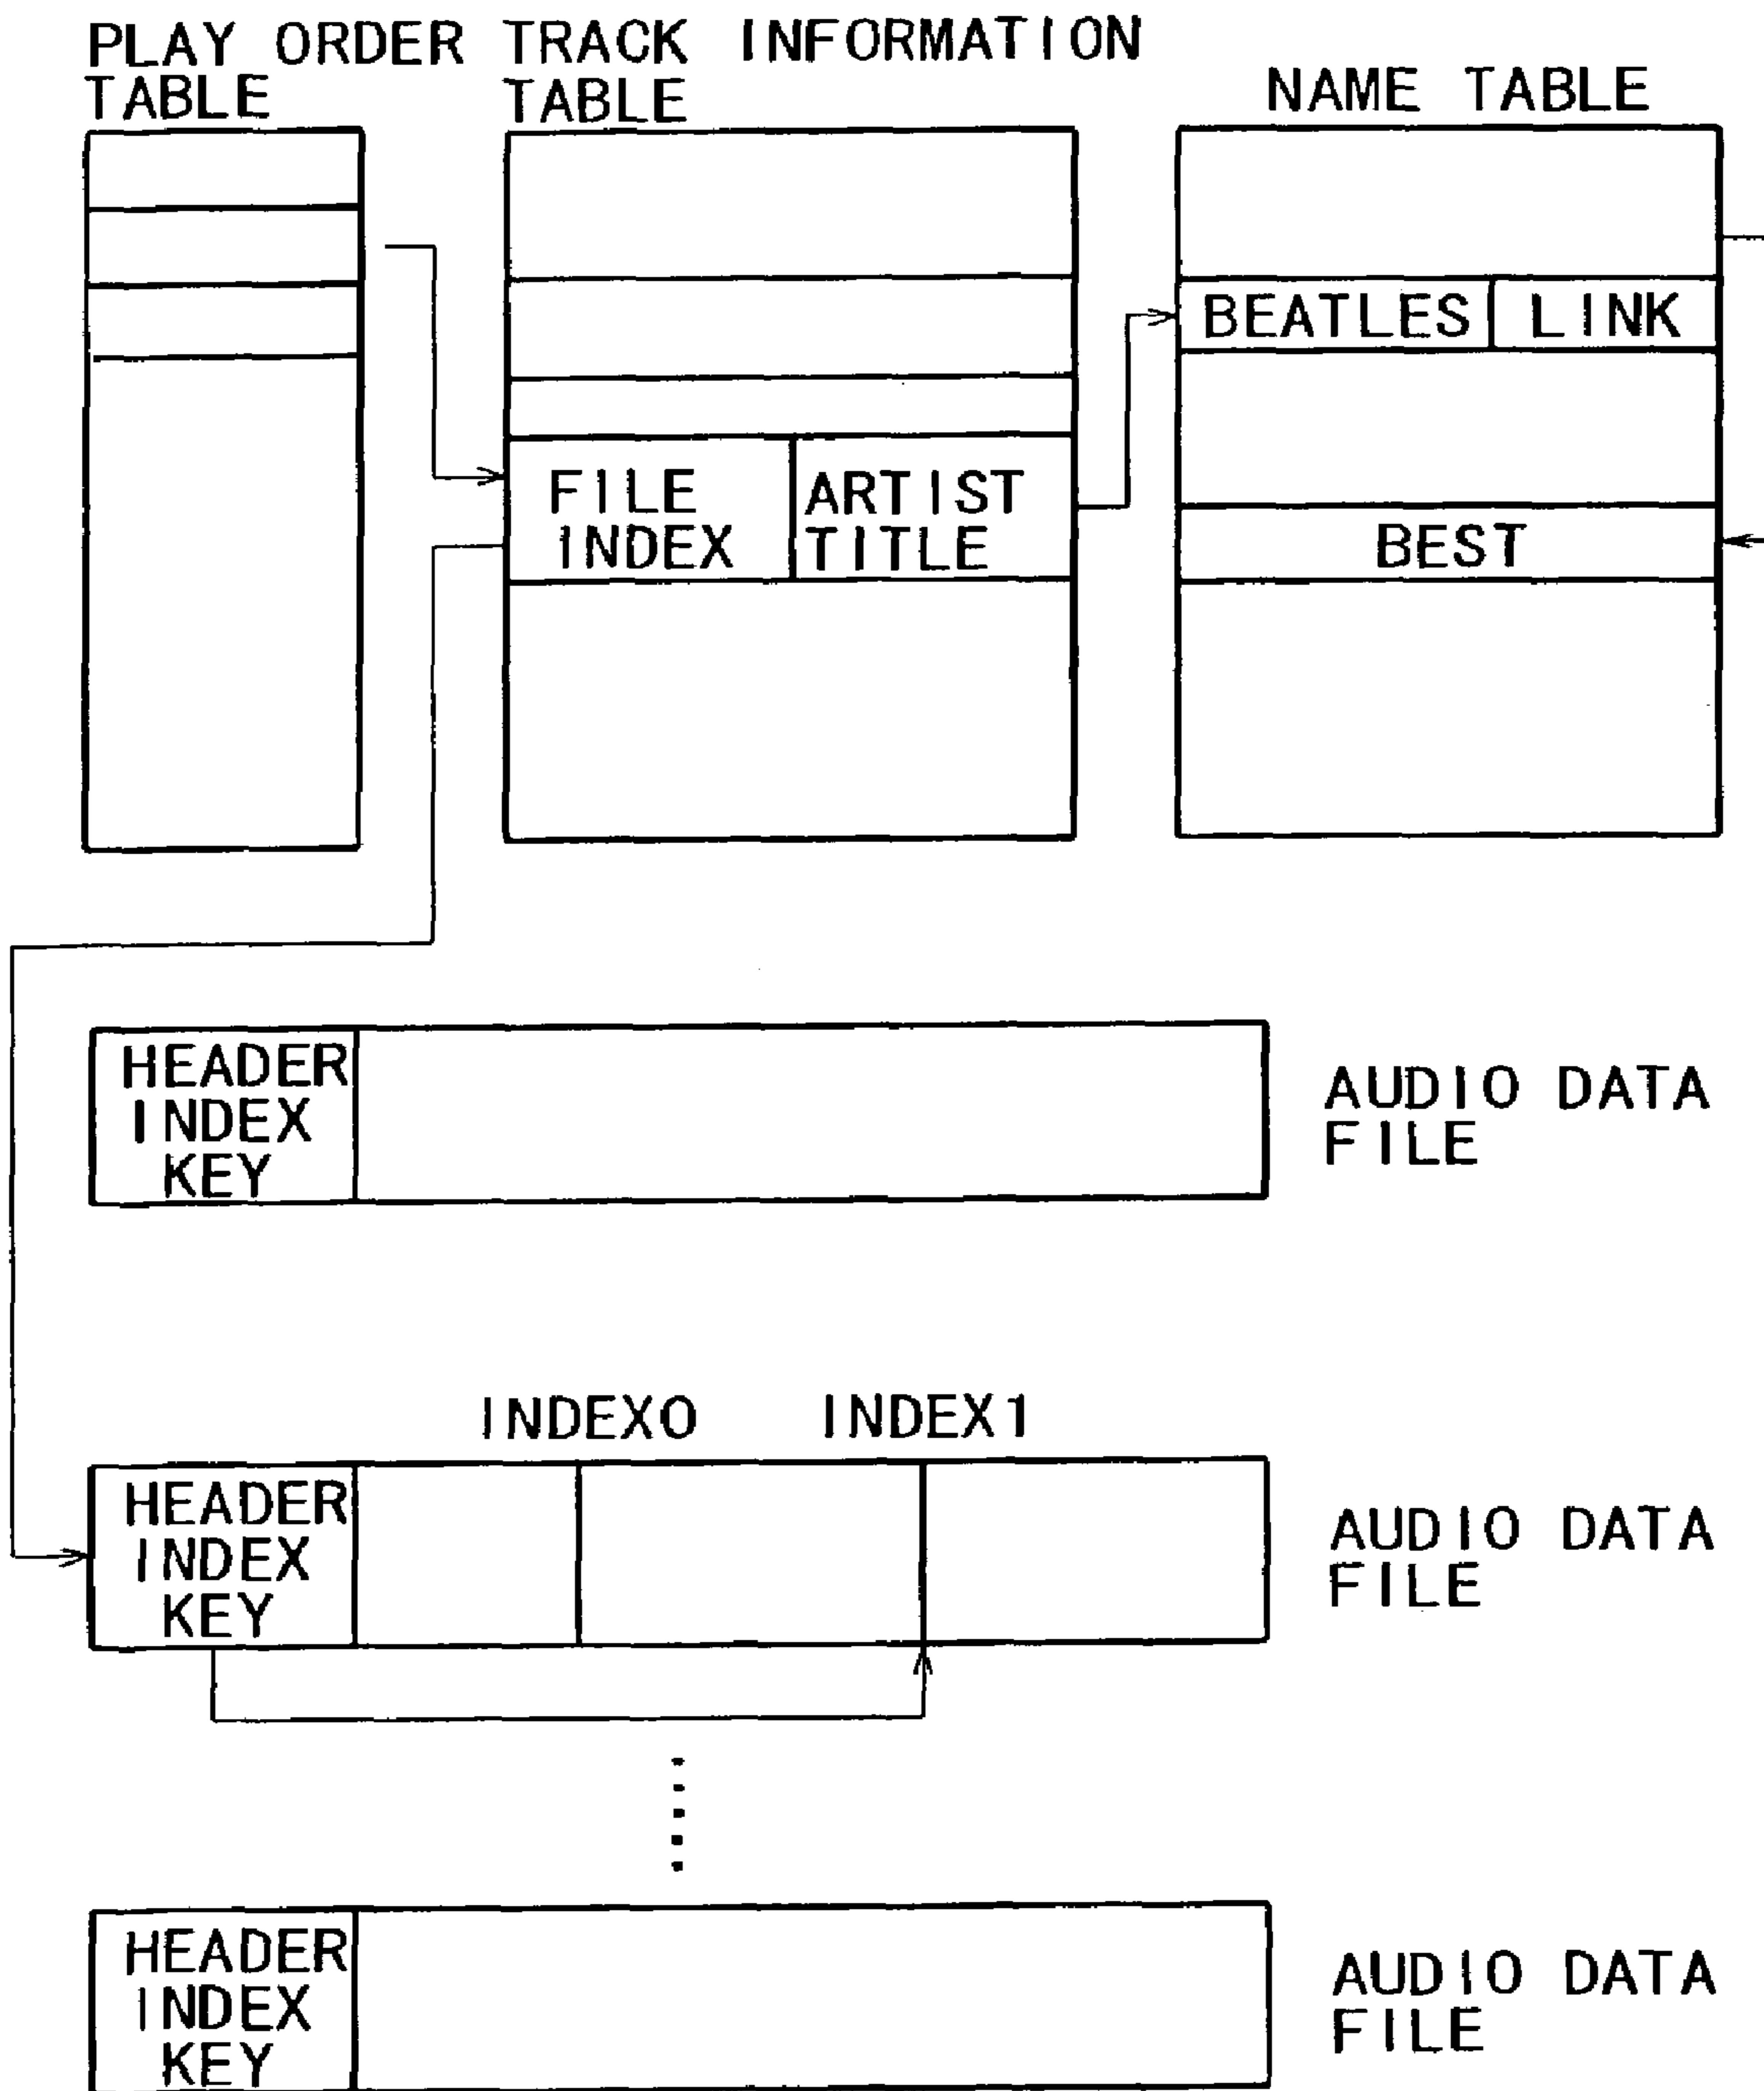 PLAY ORDER
TABLE
TRACK INFORMATION
TABLE
NAME TABLE
BEATLES
LINK
FILE
INDEX
ARTIST
TITLE
BEST
HEADER
INDEX
KEY
AUDIO DATA
FILE
INDEX0
INDEX1
HEADER
INDEX
KEY
AUDIO DATA
FILE
HEADER
INDEX
KEY
AUDIO DATA
FILE